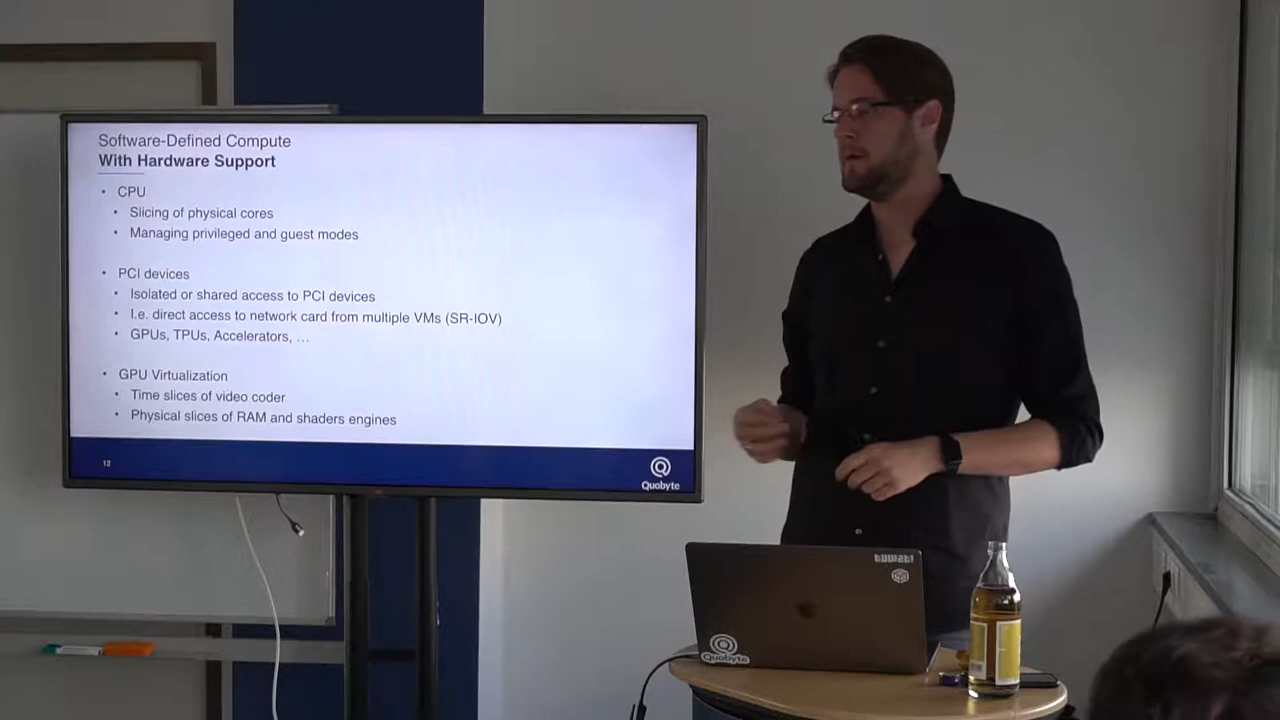 Software-Defined Compute
With Hardware Support
• CPU
• Slicing of physical cores
• Managing privileged and guest modes
• PCI devices
• Isolated or shared access to PCI devices
• I.e. direct access to network card from multiple VMs (SR-IOV)
• GPUs, TPUs, Accelerators, …
• GPU Virtualization
• Time slices of video coder
• Physical slices of RAM and shaders engines
12
Quobyte
Quobyte